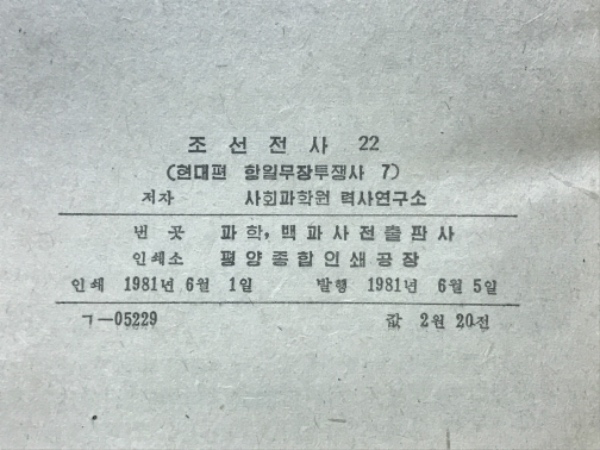 조선전사 22
(현대편 항일무장투쟁사 7)
저자 사회과학원 력사연구소
낸 곳 과학, 백과사전출판사
인쇄소 평양종합인쇄공장
인쇄 1981년 6월 1일 발행 1981년 6월 5일
ㄱ—05229 값 2원 20전